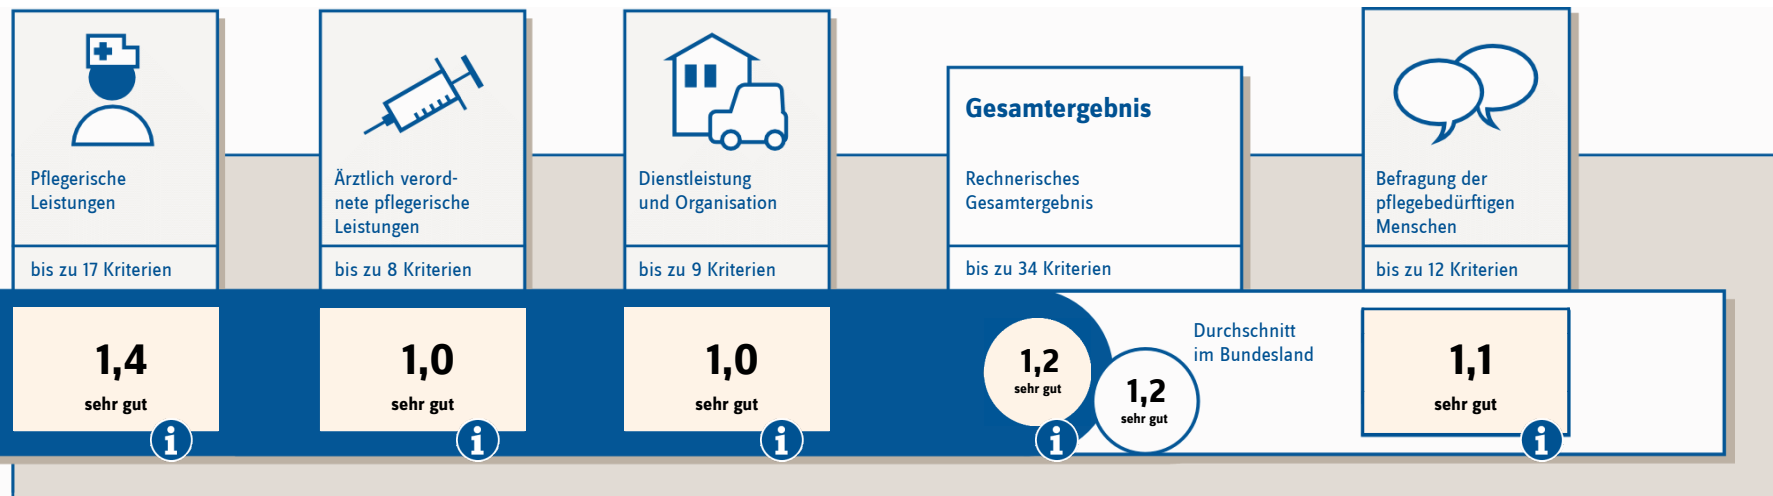 Pflegerische
Leistungen
bis zu 17 Kriterien
1,4
sehr gut
i
Ärztlich verord-
nete pflegerische
Leistungen
bis zu 8 Kriterien
1,0
sehr gut
i
Dienstleistung
und Organisation
bis zu 9 Kriterien
1,0
sehr gut
i
Gesamtergebnis
Rechnerisches
Gesamtergebnis
bis zu 34 Kriterien
1,2
sehr gut
i
1,2
sehr gut
Durchschnitt
im Bundesland
Befragung der
pflegebedürftigen
Menschen
bis zu 12 Kriterien
1,1
sehr gut
i